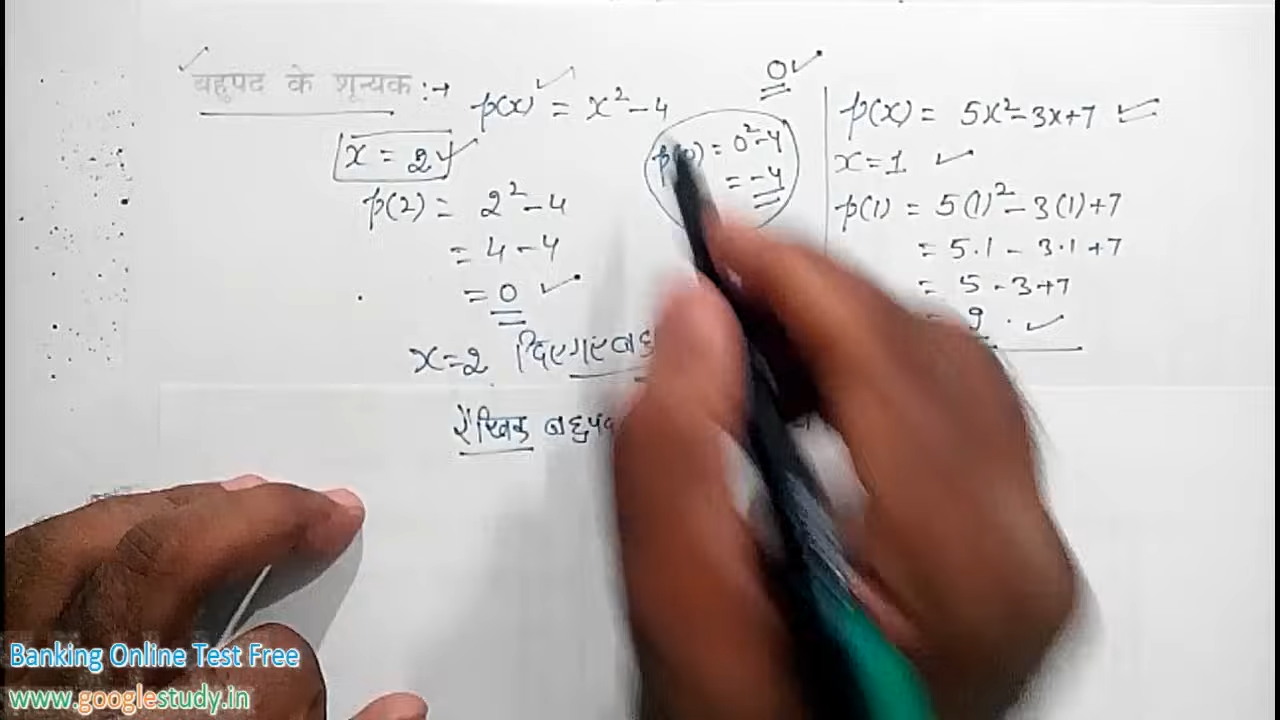 बहुपद के शून्यक :→
p(x) = x² - 4
x = 2
p(2) = 2² - 4
= 4 - 4
= 0
x = 2 दिए गए
रैखिक
0
= 0² - 4
= -4
p(x) = 5x² - 3x + 7
x = 1
p(1) = 5(1)² - 3(1) + 7
= 5·1 - 3·1 + 7
= 5 - 3 + 7
9
Banking Online Test Free
www.googlestudy.in